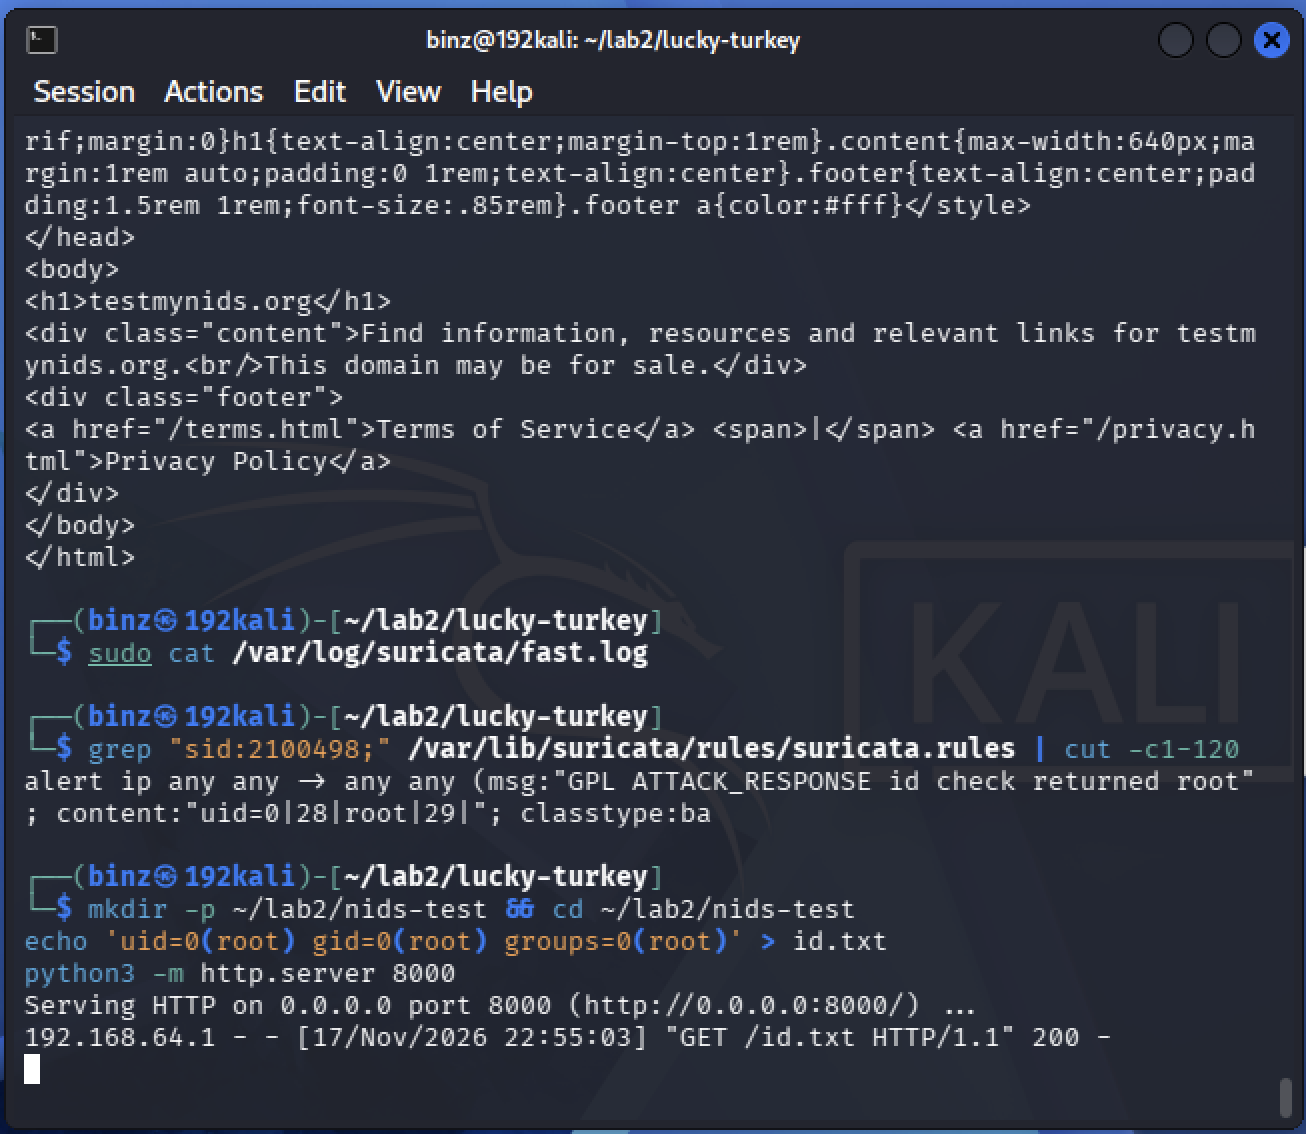 binz@192kali: ~/lab2/lucky-turkey
Session Actions Edit View Help
rif;margin:0}h1{text-align:center;margin-top:1rem}.content{max-width:640px;ma
rgin:1rem auto;padding:0 1rem;text-align:center}.footer{text-align:center;pad
ding:1.5rem 1rem;font-size:.85rem}.footer a{color:#fff}</style>
</head>
<body>
<h1>testmynids.org</h1>
<div class="content">Find information, resources and relevant links for testm
ynids.org.<br/>This domain may be for sale.</div>
<div class="footer">
<a href="/terms.html">Terms of Service</a> <span>|</span> <a href="/privacy.h
tml">Privacy Policy</a>
</div>
</body>
</html>
┌──(binz㉿192kali)-[~/lab2/lucky-turkey]
└─$ sudo cat /var/log/suricata/fast.log
┌──(binz㉿192kali)-[~/lab2/lucky-turkey]
└─$ grep "sid:2100498;" /var/lib/suricata/rules/suricata.rules | cut -c1-120
alert ip any any -> any any (msg:"GPL ATTACK_RESPONSE id check returned root"
; content:"uid=0|28|root|29|"; classtype:ba
┌──(binz㉿192kali)-[~/lab2/lucky-turkey]
└─$ mkdir -p ~/lab2/nids-test && cd ~/lab2/nids-test
echo 'uid=0(root) gid=0(root) groups=0(root)' > id.txt
python3 -m http.server 8000
Serving HTTP on 0.0.0.0 port 8000 (http://0.0.0.0:8000/) ...
192.168.64.1 - - [17/Nov/2026 22:55:03] "GET /id.txt HTTP/1.1" 200 -
KALI